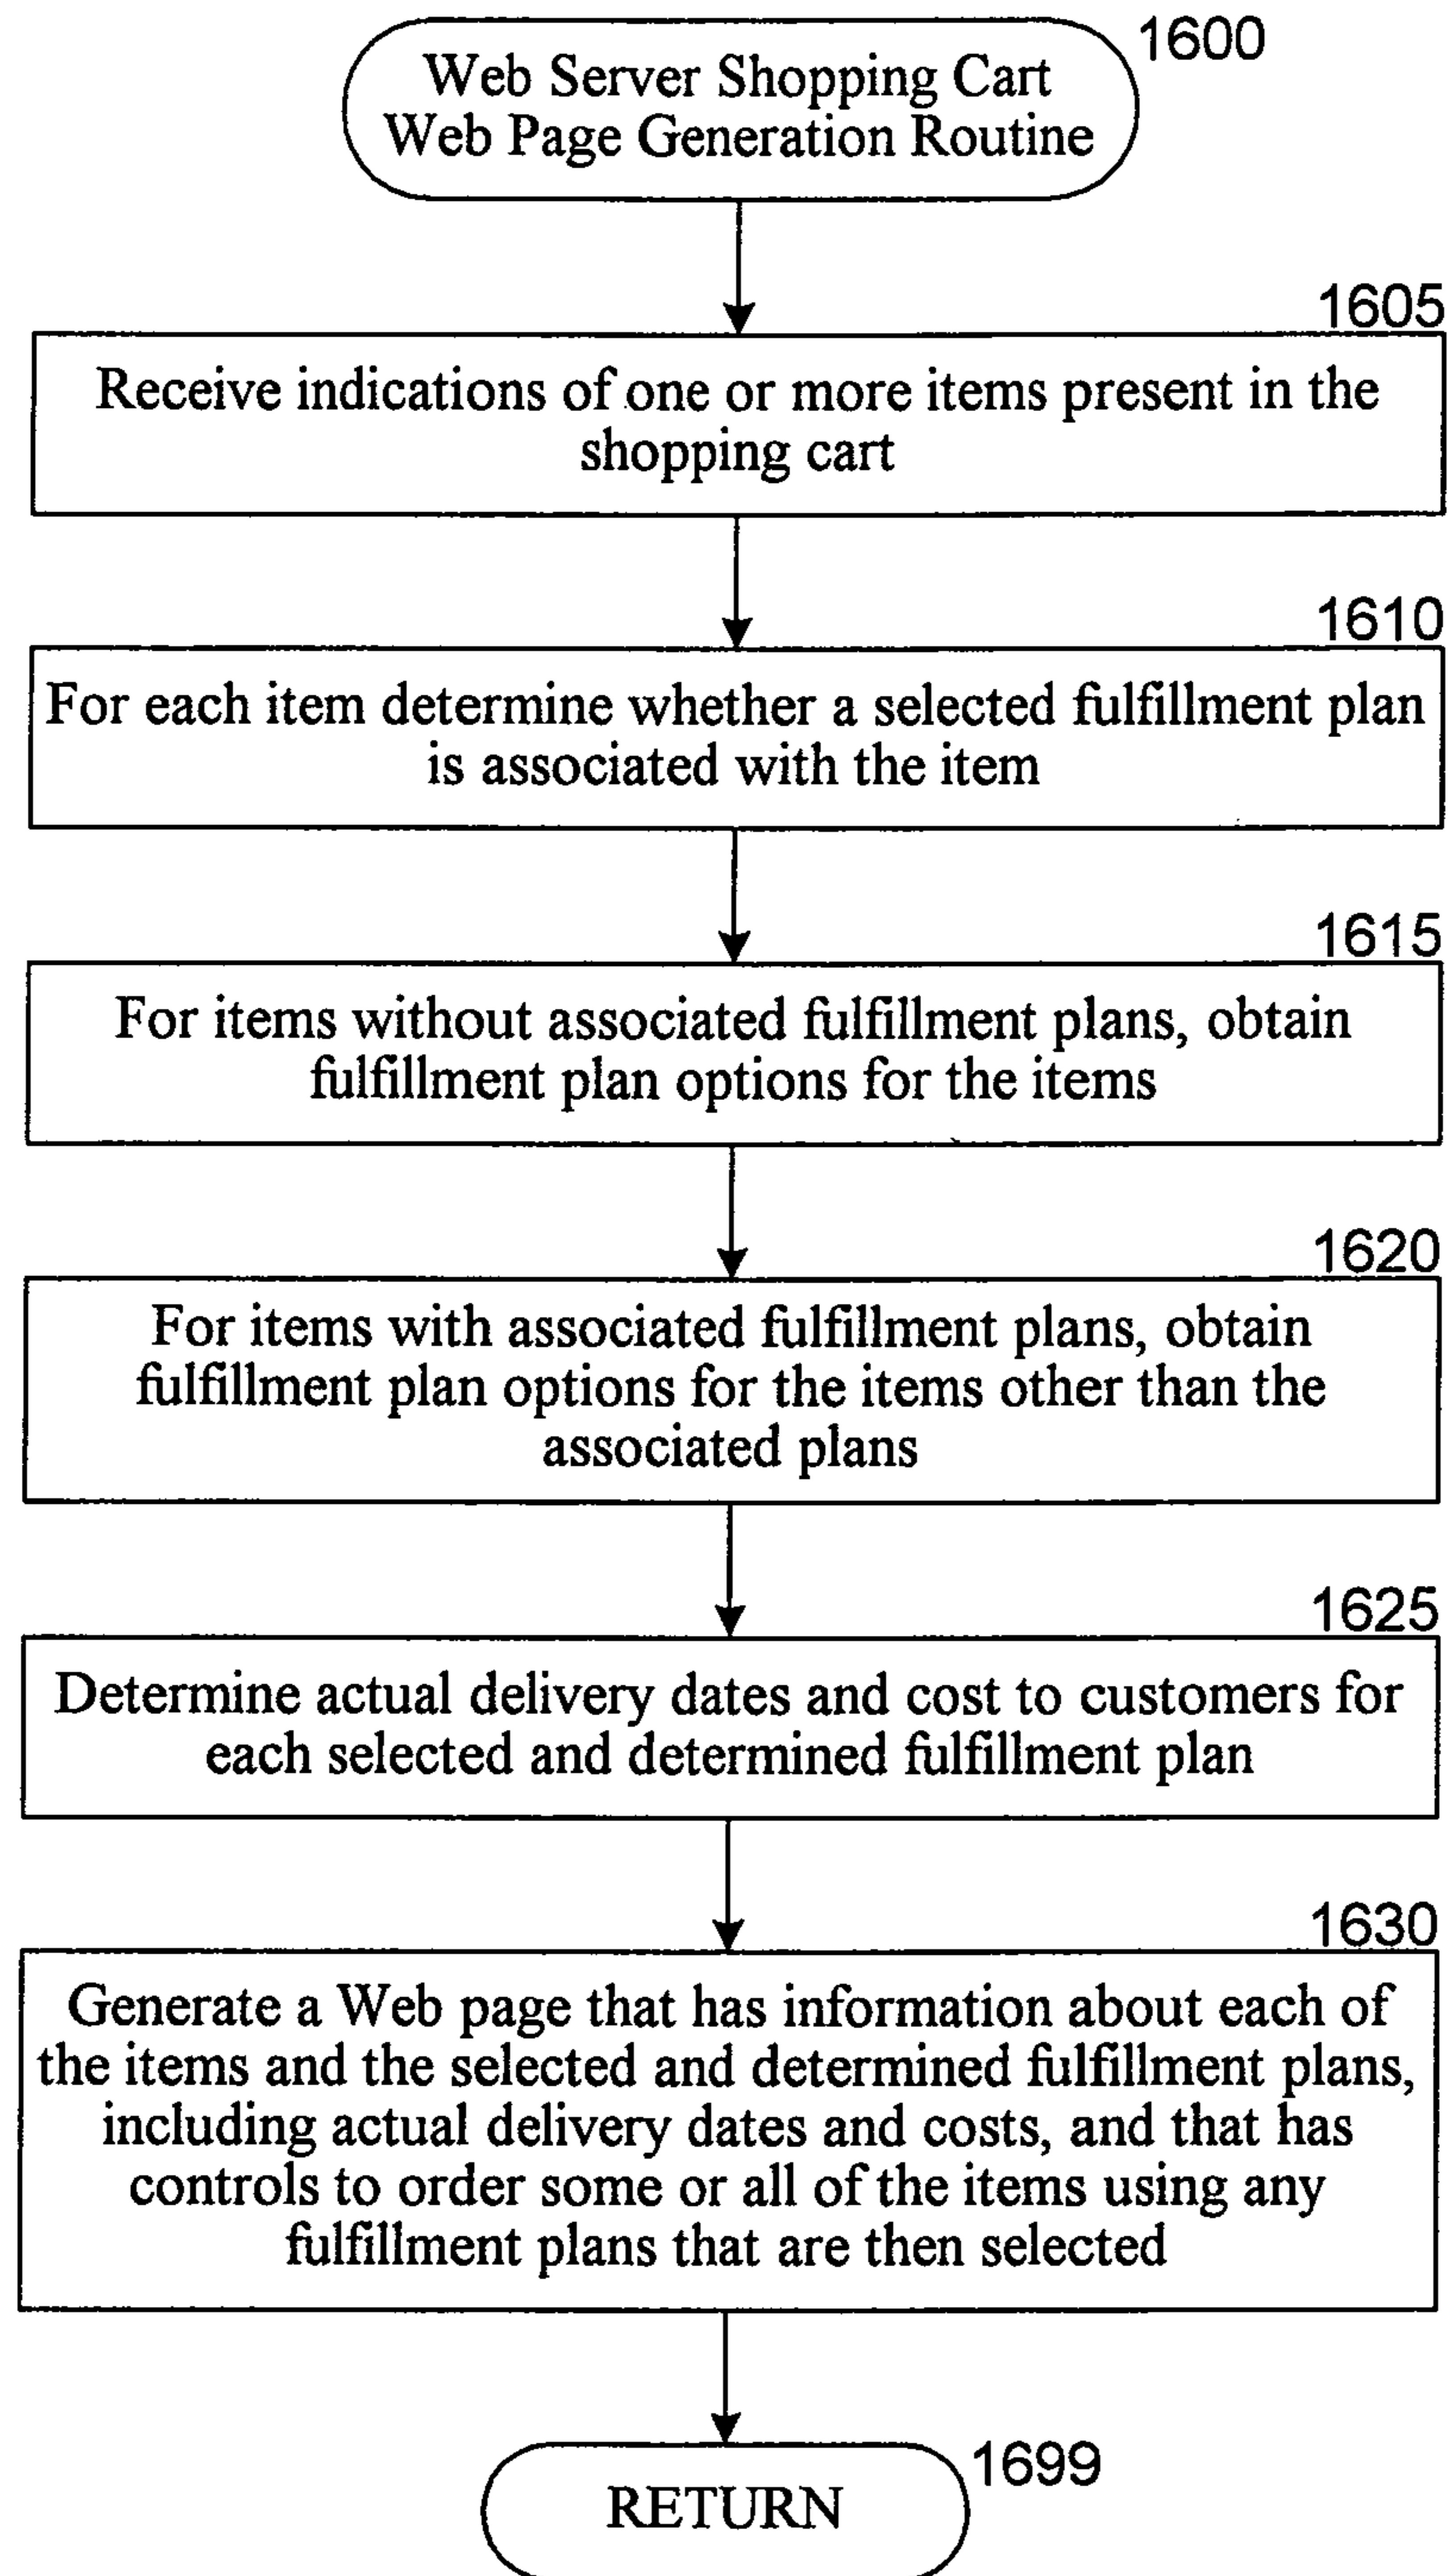 1600
Web Server Shopping Cart
Web Page Generation Routine
1605
Receive indications of one or more items present in the
shopping cart
1610
For each item determine whether a selected fulfillment plan
is associated with the item
1615
For items without associated fulfillment plans, obtain
fulfillment plan options for the items
1620
For items with associated fulfillment plans, obtain
fulfillment plan options for the items other than the
associated plans
1625
Determine actual delivery dates and cost to customers for
each selected and determined fulfillment plan
1630
Generate a Web page that has information about each of
the items and the selected and determined fulfillment plans,
including actual delivery dates and costs, and that has
controls to order some or all of the items using any
fulfillment plans that are then selected
1699
RETURN